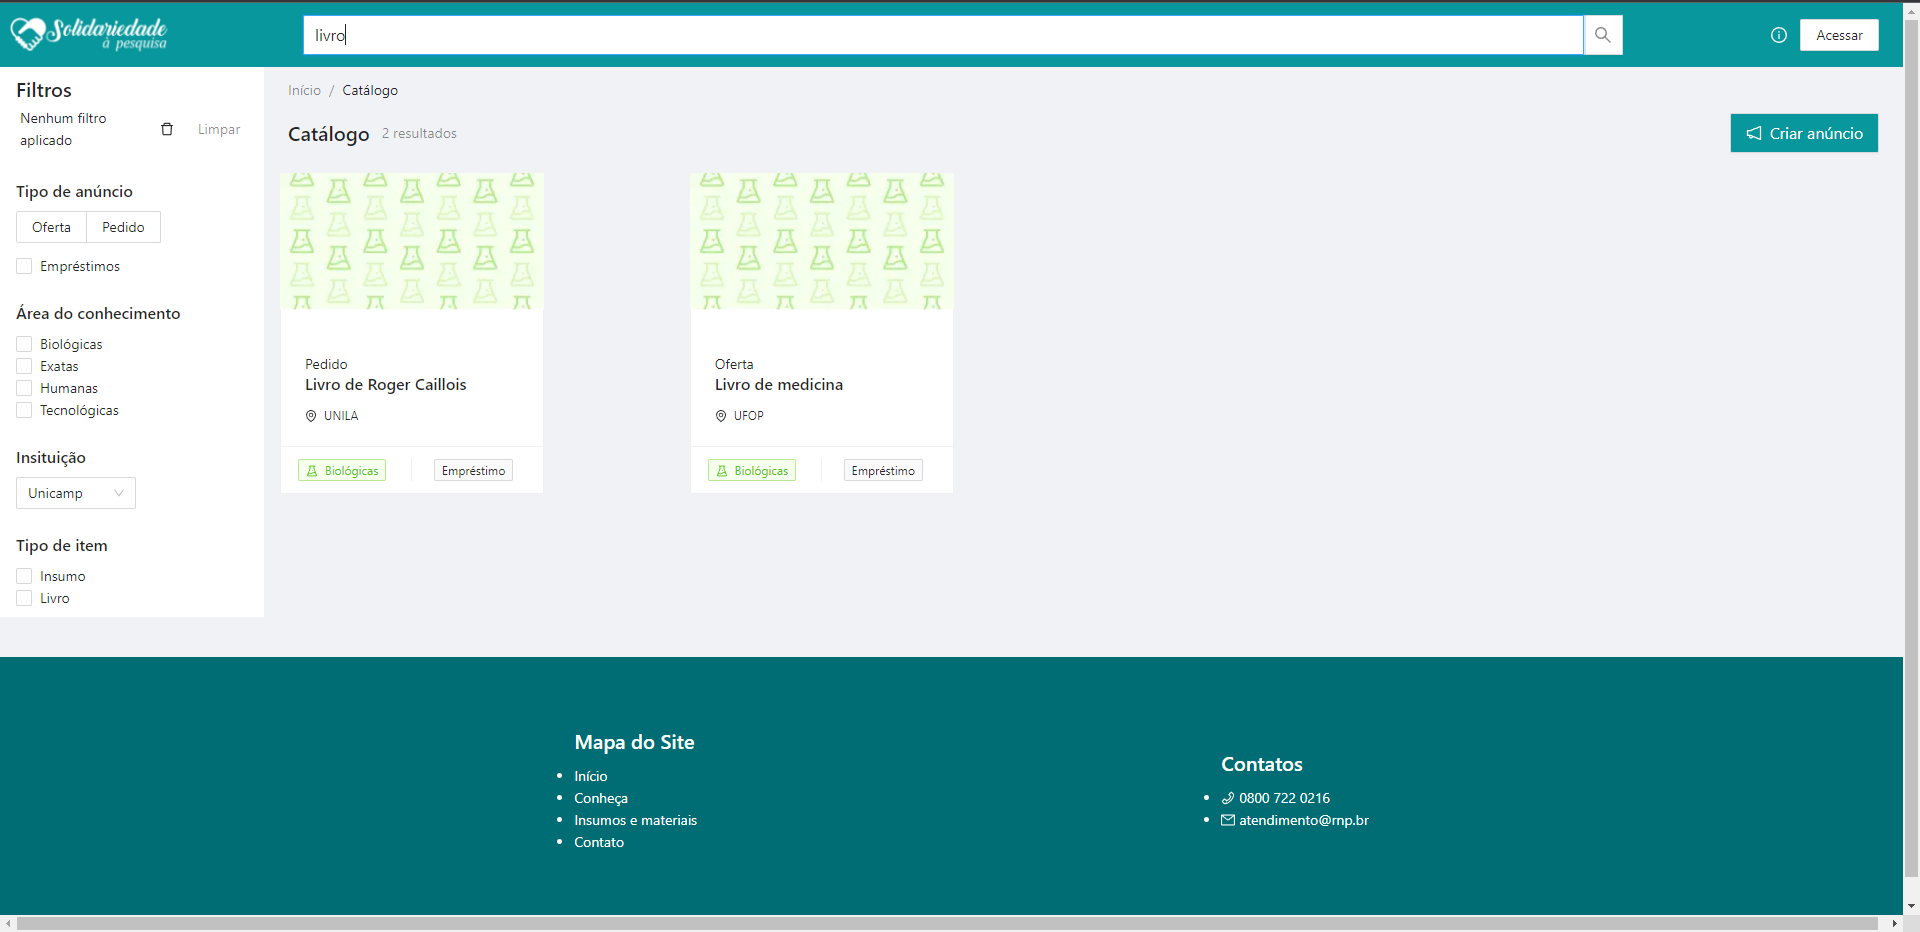 Solidariedade
à pesquisa
livro
Acessar
Filtros
Nenhum filtro
aplicado
Limpar
Tipo de anúncio
Oferta
Pedido
Empréstimos
Área do conhecimento
Biológicas
Exatas
Humanas
Tecnológicas
Insituição
Unicamp
Tipo de item
Insumo
Livro
Início / Catálogo
Catálogo 2 resultados
Criar anúncio
Pedido
Livro de Roger Caillois
UNILA
Biológicas
Empréstimo
Oferta
Livro de medicina
UFOP
Biológicas
Empréstimo
Mapa do Site
Início
Conheça
Insumos e materiais
Contato
Contatos
0800 722 0216
atendimento@rnp.br